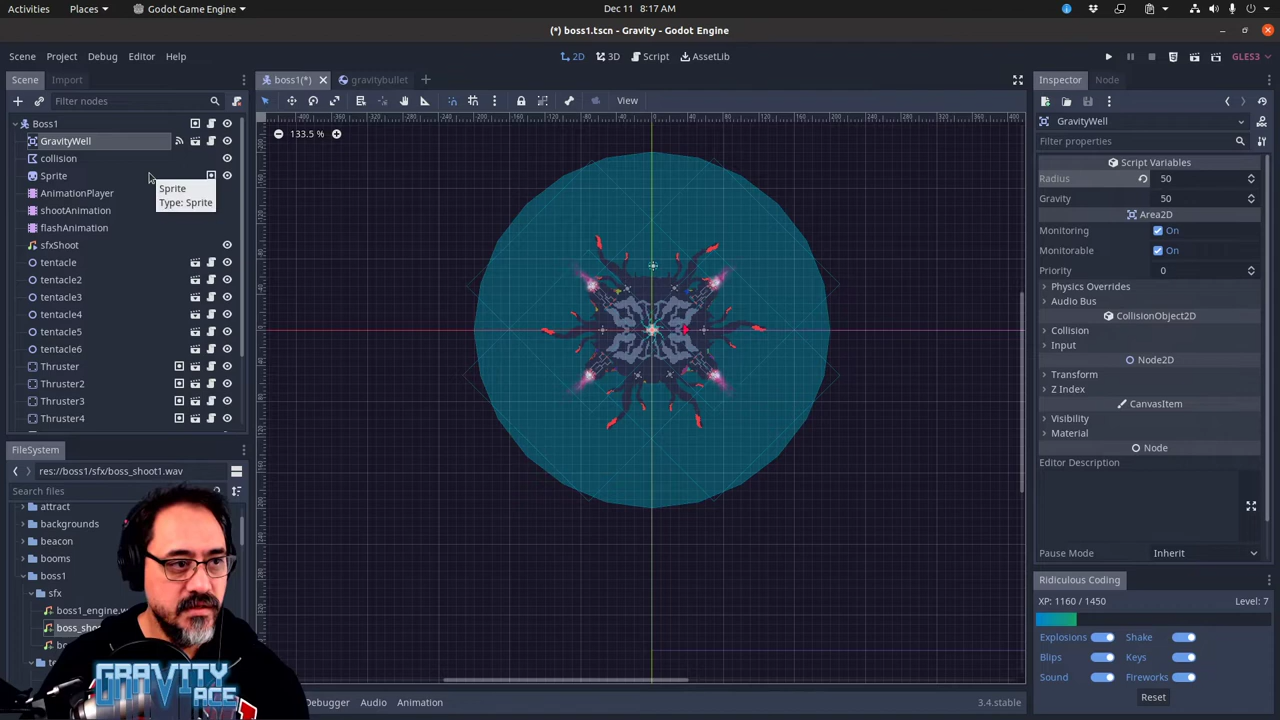 Activities
Places
Godot Game Engine
Dec 11 8:17 AM
(*) boss1.tscn - Gravity - Godot Engine
Scene Project Debug Editor Help
2D 3D Script AssetLib
GLES3
Scene Import
boss1(*)
gravitybullet
Inspector Node
Filter nodes
View
GravityWell
133.5 %
Filter properties
Boss1
GravityWell
collision
Sprite
AnimationPlayer
shootAnimation
flashAnimation
sfxShoot
tentacle
tentacle2
tentacle3
tentacle4
tentacle5
tentacle6
Thruster
Thruster2
Thruster3
Thruster4
Sprite
Type: Sprite
Script Variables
Radius 50
Gravity 50
Area2D
Monitoring On
Monitorable On
Priority 0
Physics Overrides
Audio Bus
CollisionObject2D
Collision
Input
Node2D
Transform
Z Index
CanvasItem
Visibility
Material
Node
Editor Description
Pause Mode Inherit
FileSystem
res://boss1/sfx/boss_shoot1.wav
Search files
attract
backgrounds
beacon
booms
boss1
sfx
boss1_engine.w
boss_sho
Ridiculous Coding
XP: 1160 / 1450 Level: 7
Explosions Shake
Blips Keys
Sound Fireworks
Reset
GRAVITY
ACE
Debugger Audio Animation
3.4.stable